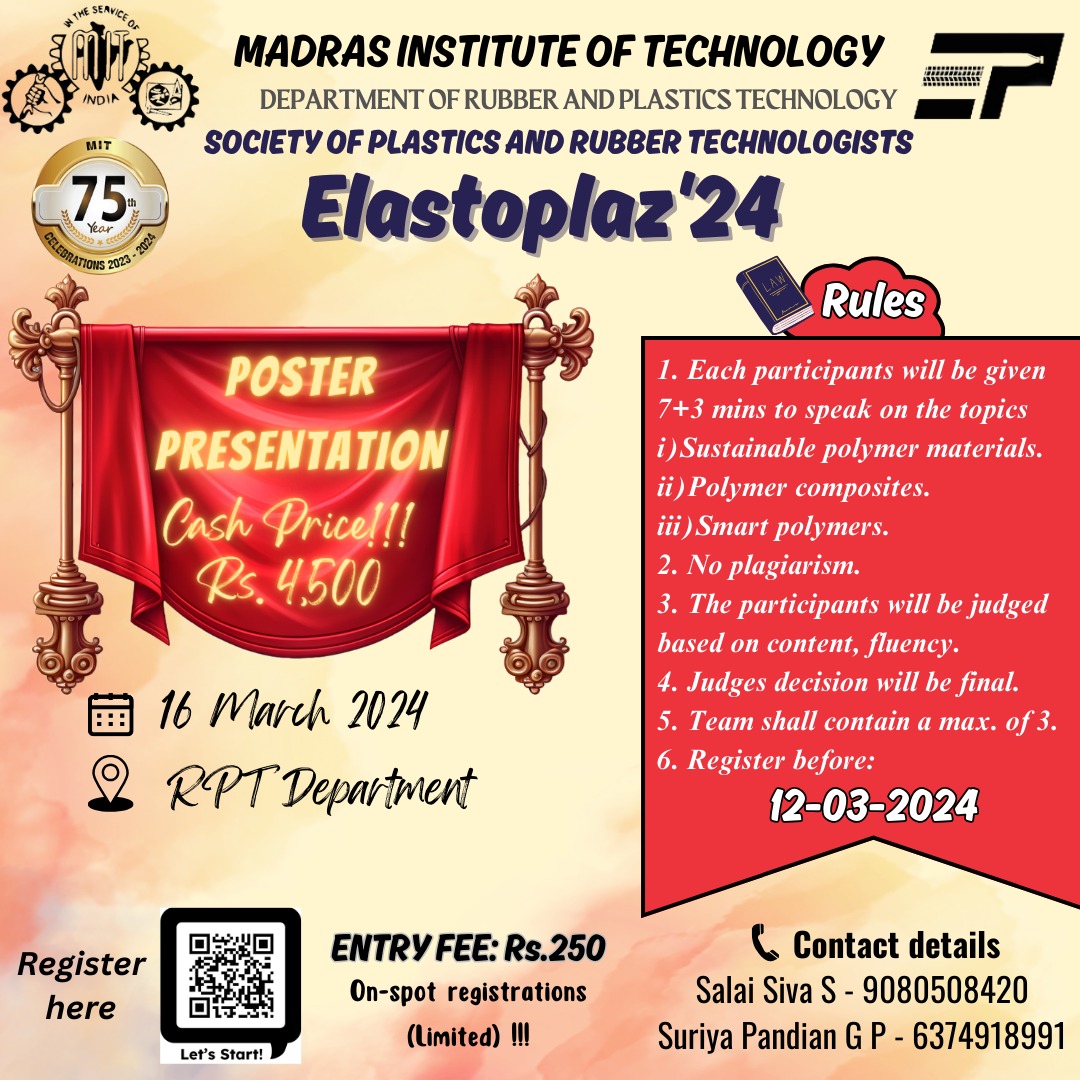 IN THE SERVICE OF
MIT
INDIA
MADRAS INSTITUTE OF TECHNOLOGY
DEPARTMENT OF RUBBER AND PLASTICS TECHNOLOGY
SOCIETY OF PLASTICS AND RUBBER TECHNOLOGISTS
EP
MIT
75th
Year
CELEBRATIONS 2023 - 2024
Elastoplaz'24
LAW
Rules
POSTER
PRESENTATION
Cash Price!!!
Rs. 4,500
16 March 2024
RPT Department
1. Each participants will be given
7+3 mins to speak on the topics
i)Sustainable polymer materials.
ii)Polymer composites.
iii)Smart polymers.
2. No plagiarism.
3. The participants will be judged
based on content, fluency.
4. Judges decision will be final.
5. Team shall contain a max. of 3.
6. Register before:
12-03-2024
Register
here
Let's Start!
ENTRY FEE: Rs.250
On-spot registrations
(Limited) !!!
Contact details
Salai Siva S - 9080508420
Suriya Pandian G P - 6374918991